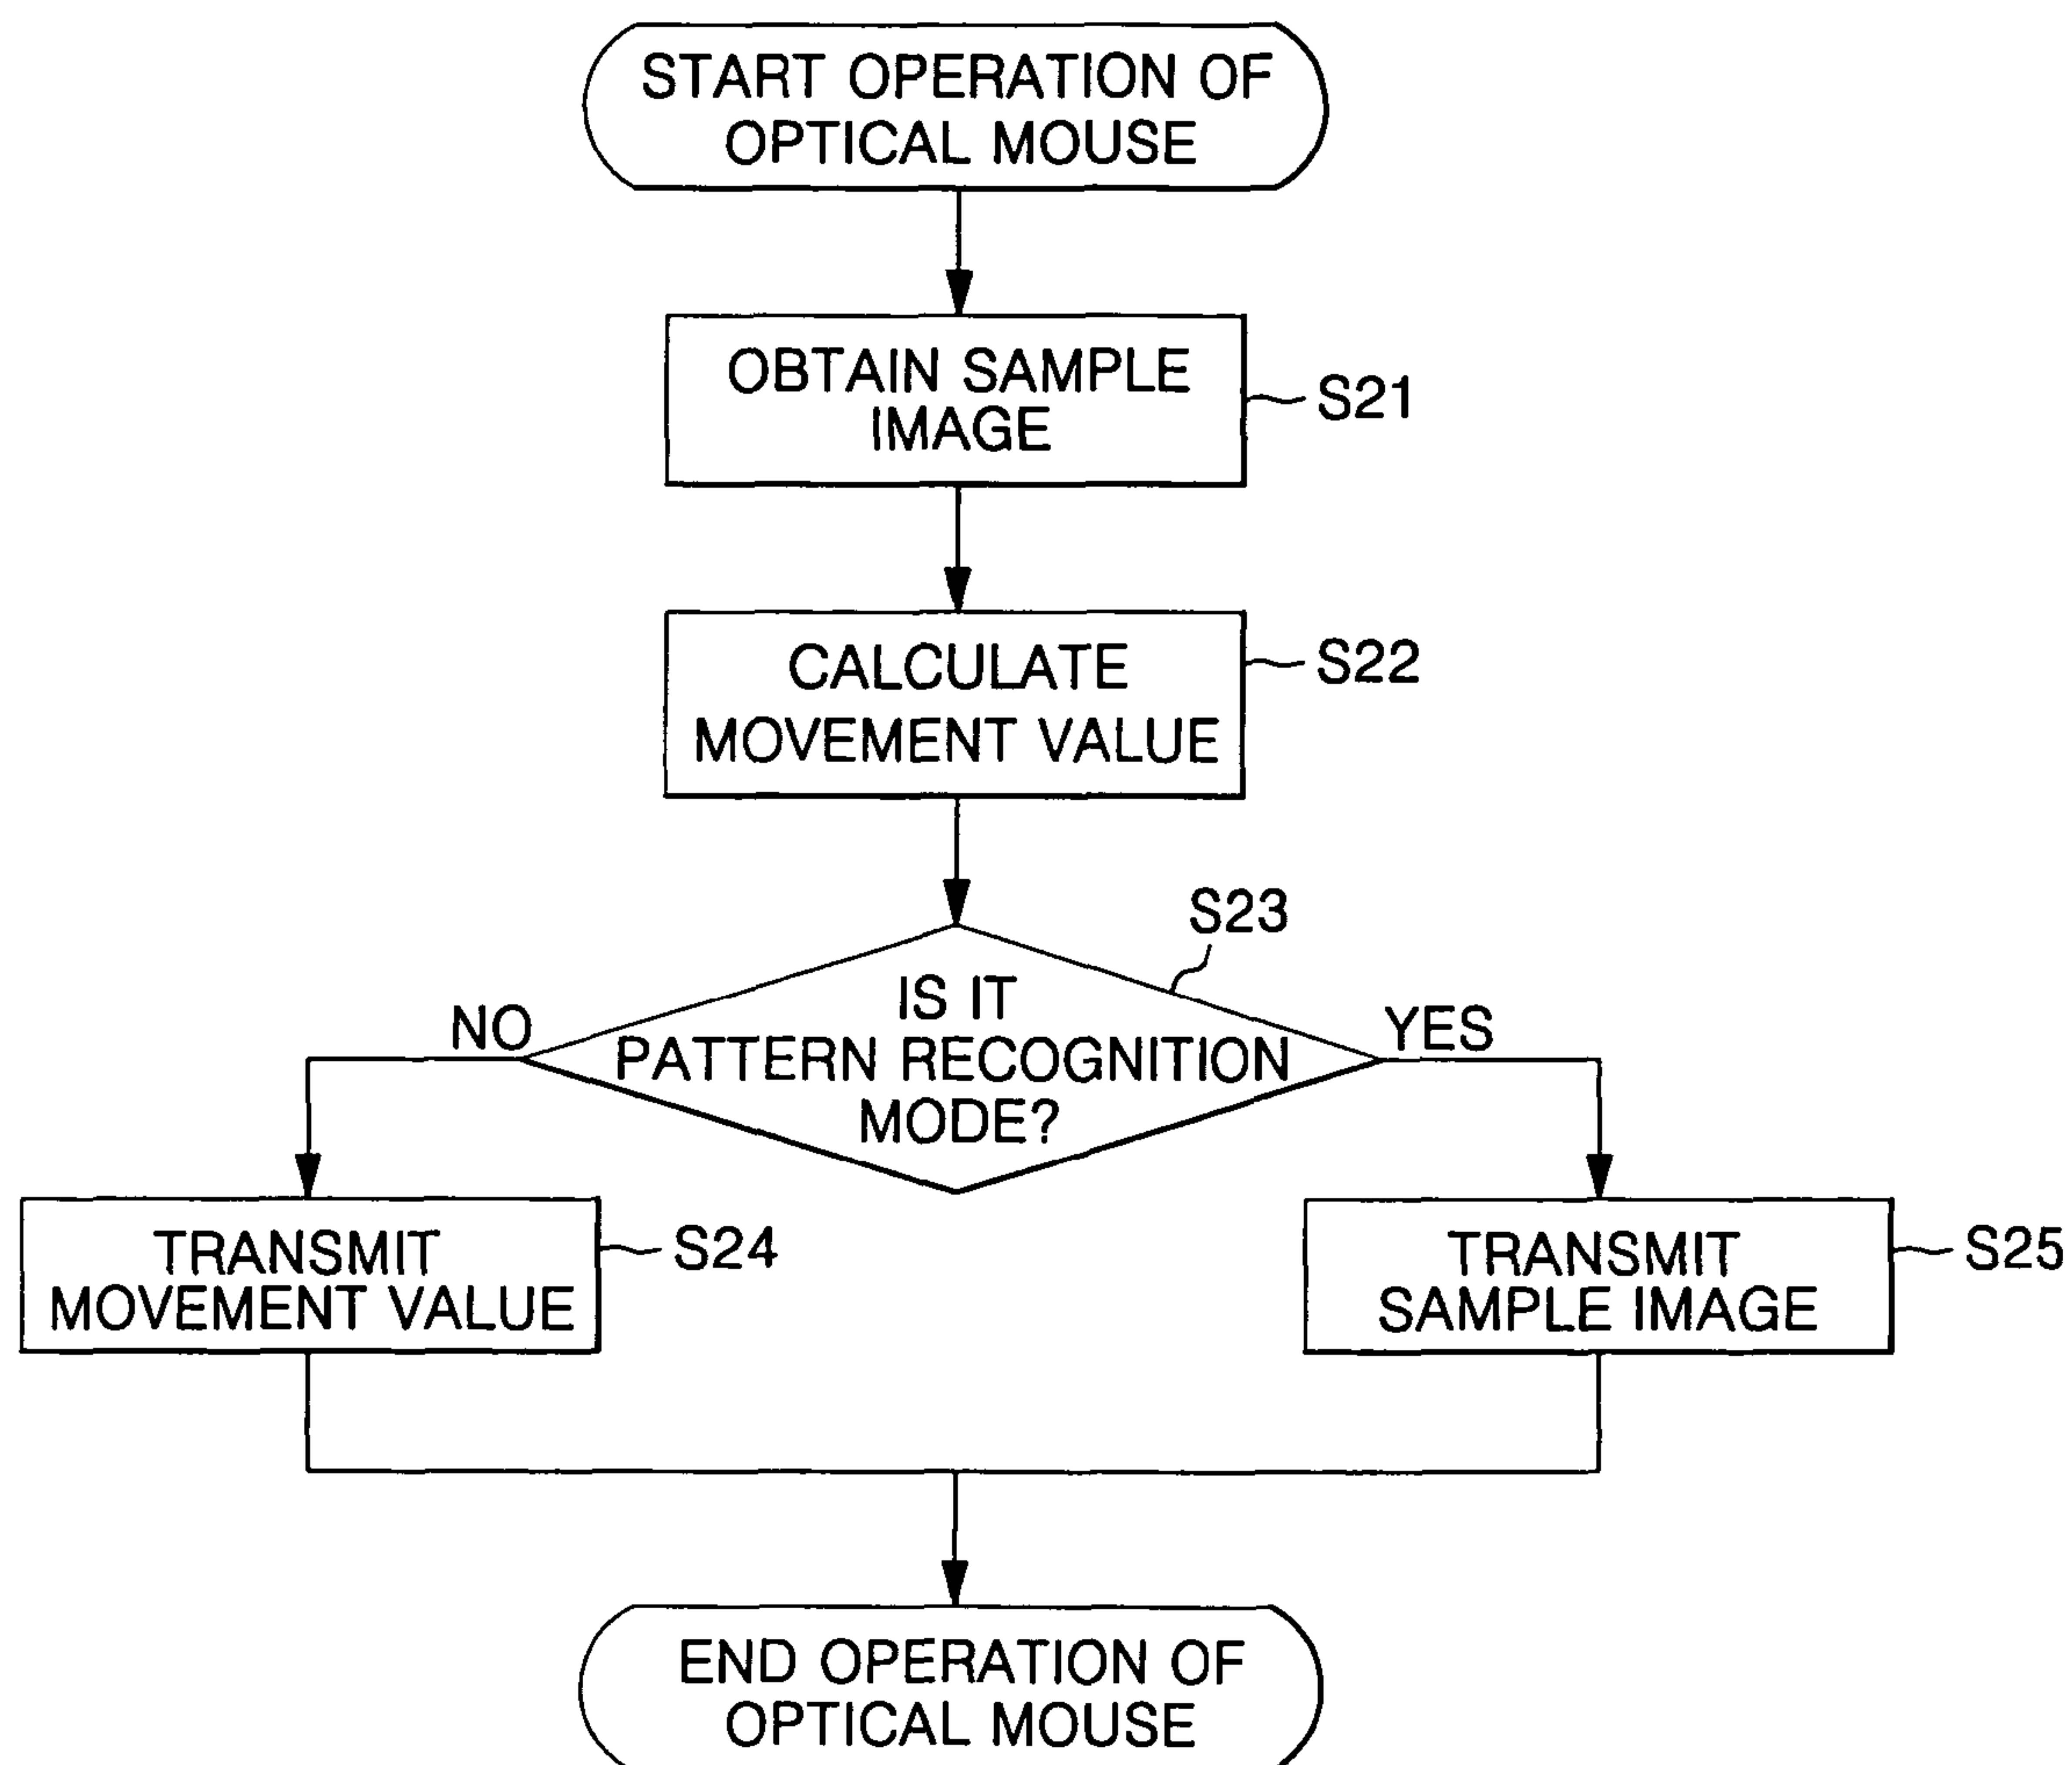 START OPERATION OF
OPTICAL MOUSE
OBTAIN SAMPLE
IMAGE
S21
CALCULATE
MOVEMENT VALUE
S22
S23
IS IT
PATTERN RECOGNITION
MODE?
NO
YES
TRANSMIT
MOVEMENT VALUE
S24
TRANSMIT
SAMPLE IMAGE
S25
END OPERATION OF
OPTICAL MOUSE